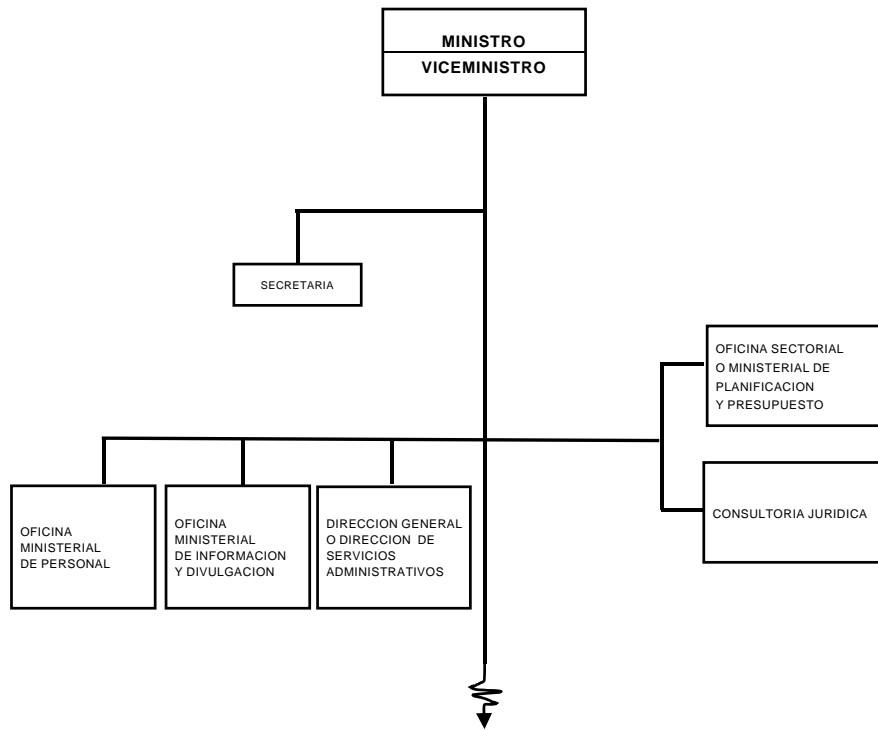 MINISTRO
VICEMINISTRO
SECRETARIA
OFICINA SECTORIAL
O MINISTERIAL DE
PLANIFICACION
Y PRESUPUESTO
CONSULTORIA JURIDICA
OFICINA
MINISTERIAL
DE PERSONAL
OFICINA
MINISTERIAL
DE INFORMACION
Y DIVULGACION
DIRECCION GENERAL
O DIRECCION DE
SERVICIOS
ADMINISTRATIVOS